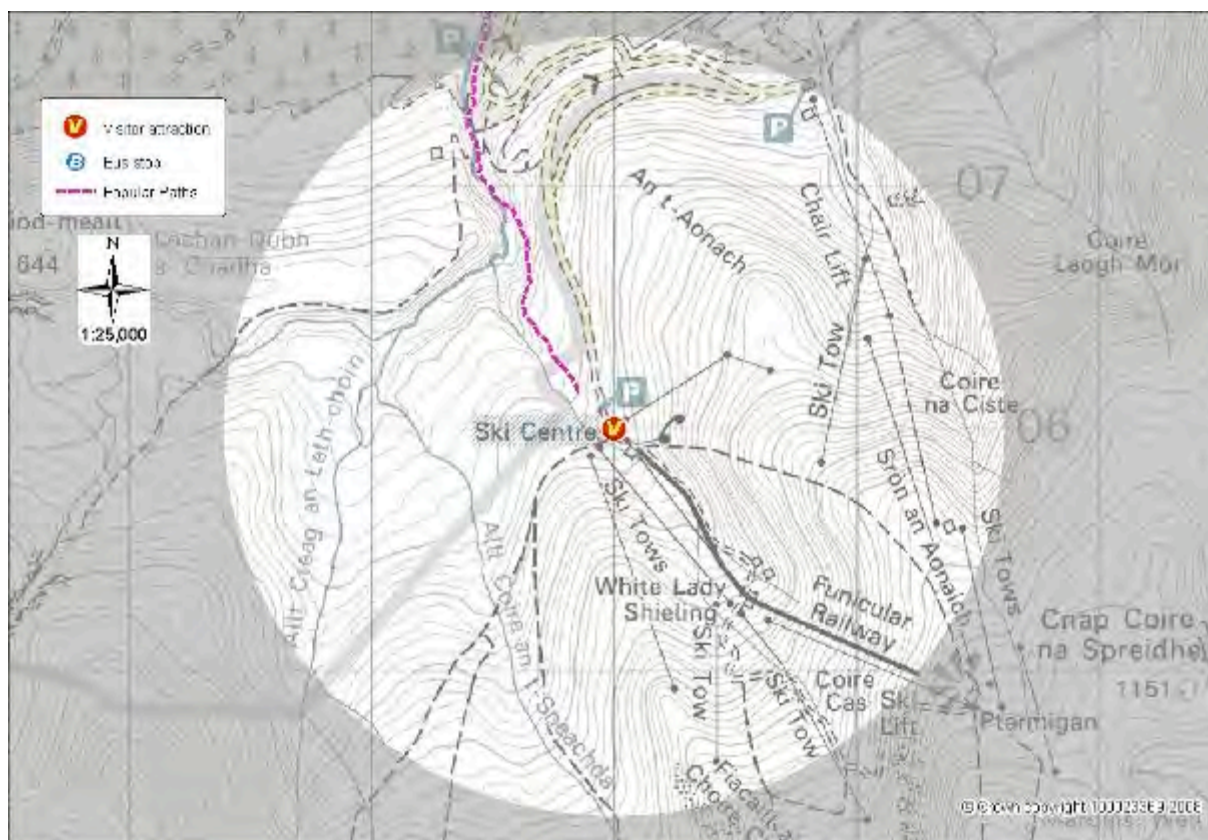 P
V Visitor attraction
B Bus stop
Popular Paths
N
1:25,000
644
P
An t-Aonach
Chair Lift
07
Coire
Laogh Mór
Ski Tow
Coire
na Ciste
06
P
Ski Centre
V
Allt Creag an Leth-choin
Allt Coire an t-Sneachda
Ski Tows
White Lady
Shieling
Funicular
Railway
Sròn an Aonaich
Ski Tows
Cnap Coire
na Spreidhe
1151
Ski Tow
Ski Tow
Coire
Cas
Ski
Lift
Ptarmigan
© Crown copyright 100023369 2008